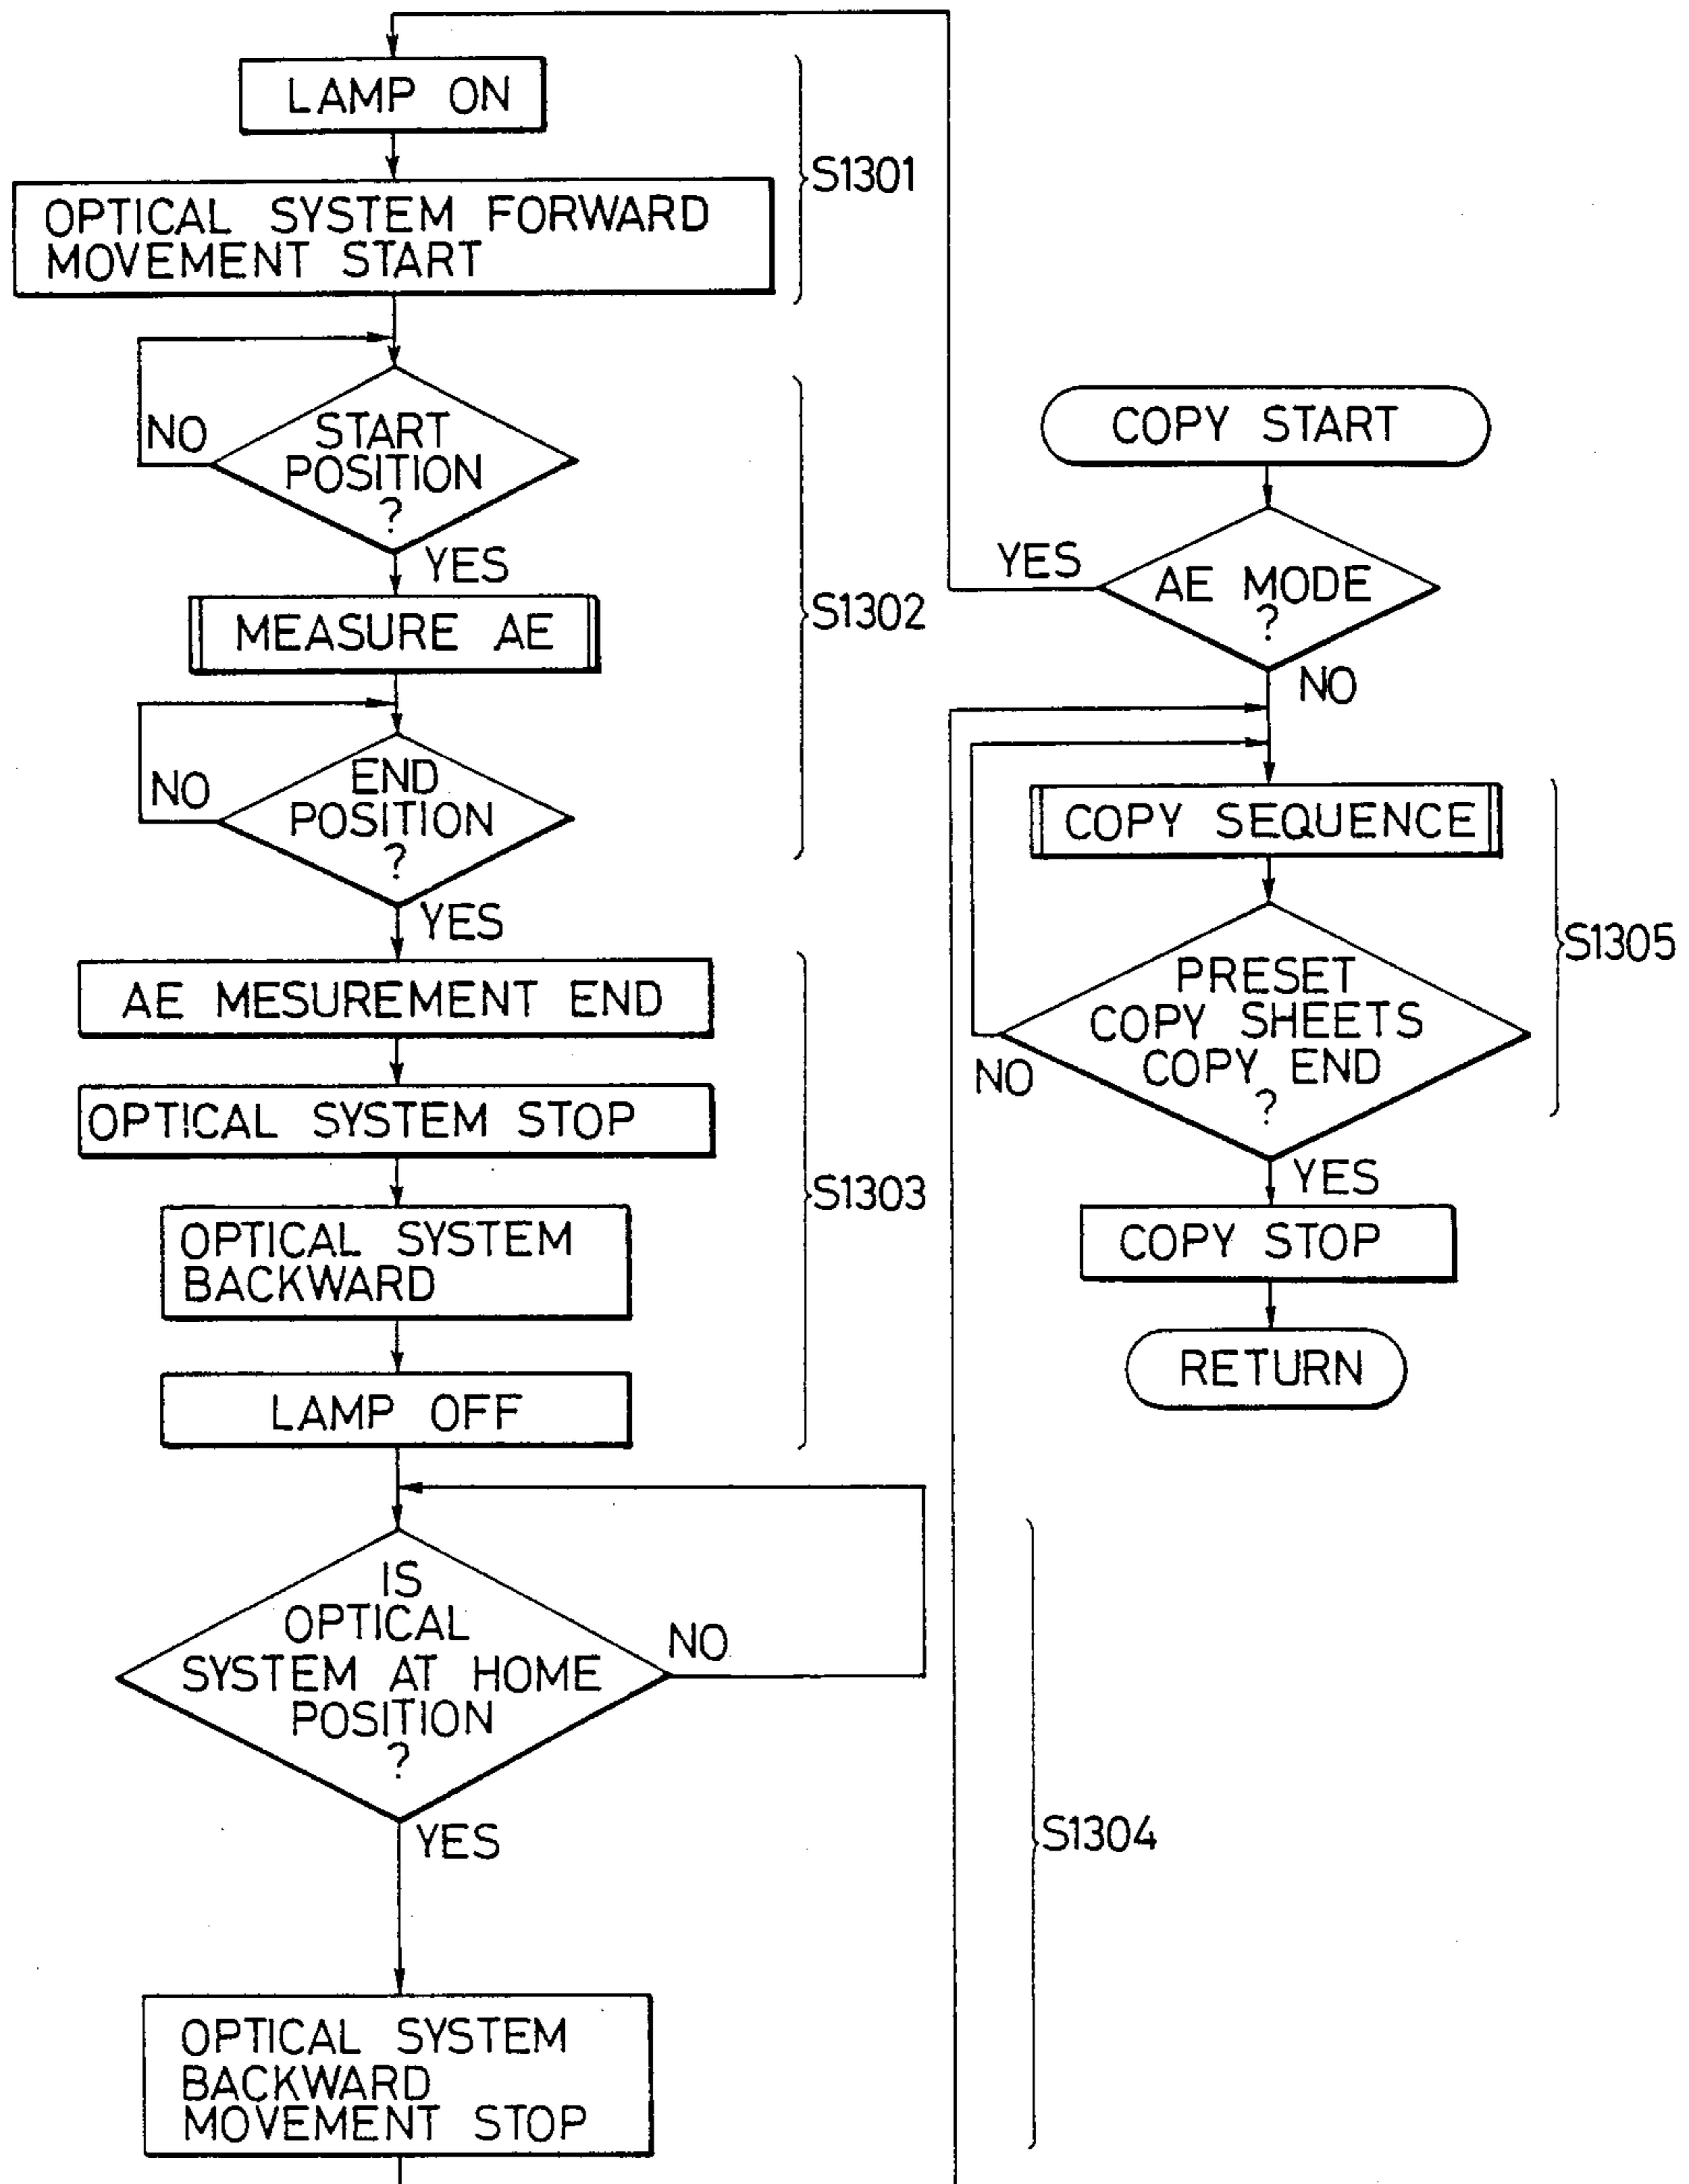 LAMP ON
OPTICAL SYSTEM FORWARD
MOVEMENT START
S1301
NO
START
POSITION
?
YES
MEASURE AE
S1302
NO
END
POSITION
?
YES
AE MESUREMENT END
OPTICAL SYSTEM STOP
OPTICAL SYSTEM
BACKWARD
LAMP OFF
S1303
IS
OPTICAL
SYSTEM AT HOME
POSITION
?
NO
YES
OPTICAL SYSTEM
BACKWARD
MOVEMENT STOP
S1304
COPY START
YES
AE MODE
?
NO
COPY SEQUENCE
PRESET
COPY SHEETS
COPY END
?
NO
S1305
YES
COPY STOP
RETURN